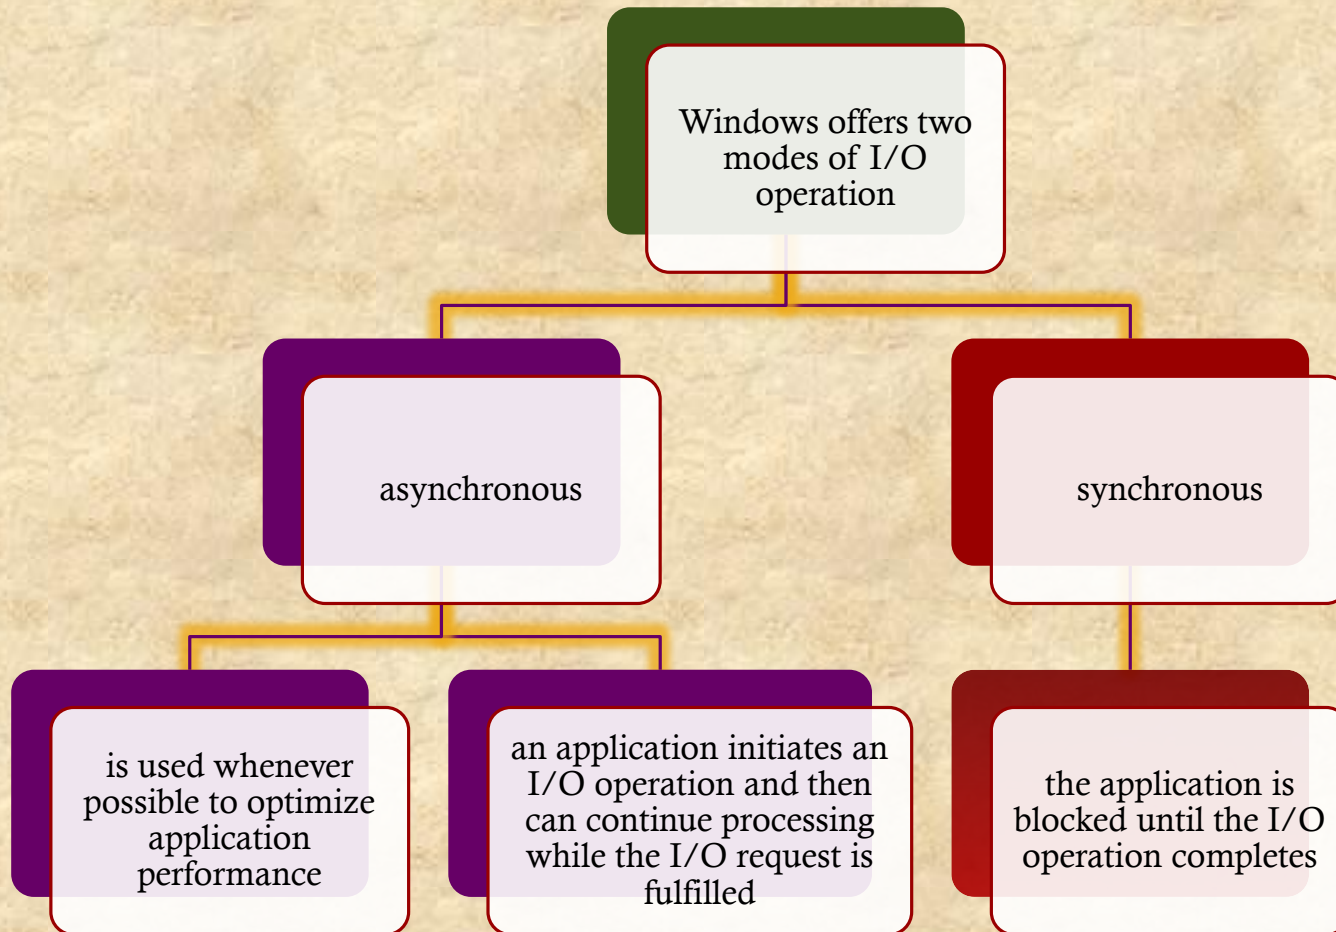 Windows offers two
modes of I/O
operation
asynchronous
synchronous
is used whenever
possible to optimize
application
performance
an application initiates an
I/O operation and then
can continue processing
while the I/O request is
fulfilled
the application is
blocked until the I/O
operation completes